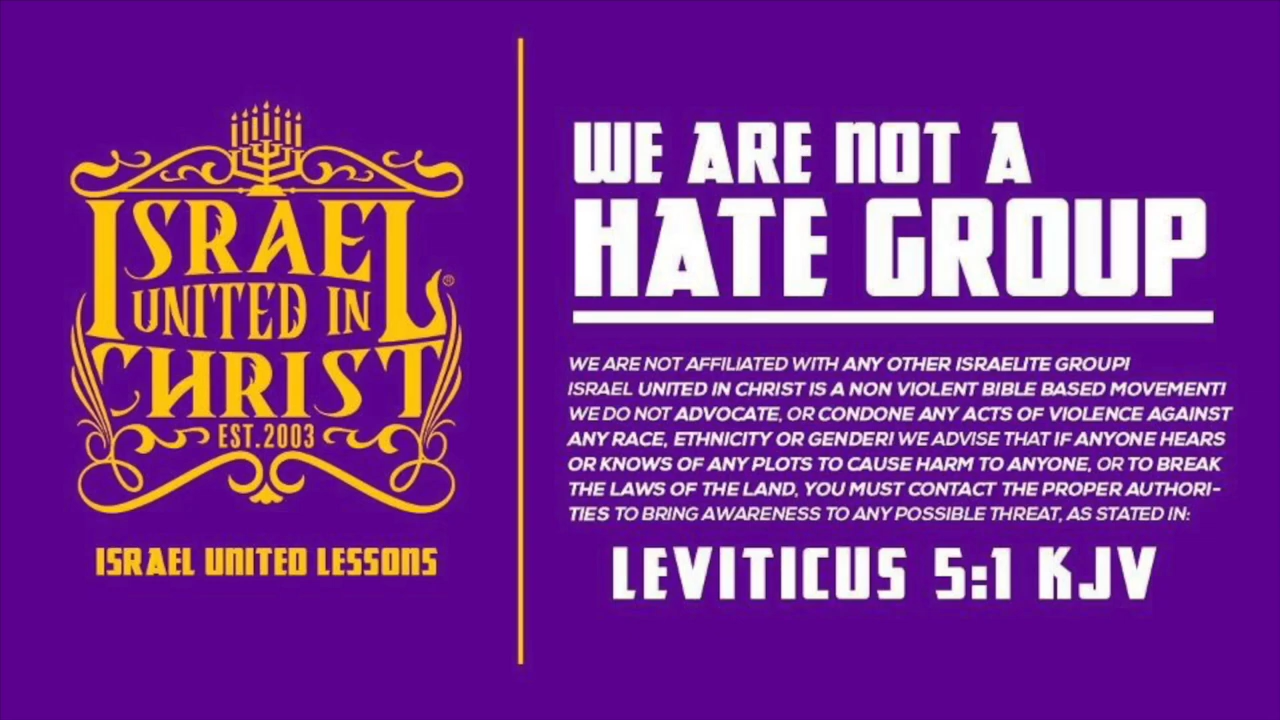 ISRAEL
UNITED IN
CHRIST
EST. 2003
ISRAEL UNITED LESSONS
WE ARE NOT A
HATE GROUP
WE ARE NOT AFFILIATED WITH ANY OTHER ISRAELITE GROUP!
ISRAEL UNITED IN CHRIST IS A NON VIOLENT BIBLE BASED MOVEMENT!
WE DO NOT ADVOCATE, OR CONDONE ANY ACTS OF VIOLENCE AGAINST
ANY RACE, ETHNICITY OR GENDER! WE ADVISE THAT IF ANYONE HEARS
OR KNOWS OF ANY PLOTS TO CAUSE HARM TO ANYONE, OR TO BREAK
THE LAWS OF THE LAND, YOU MUST CONTACT THE PROPER AUTHORI-
TIES TO BRING AWARENESS TO ANY POSSIBLE THREAT, AS STATED IN:
LEVITICUS 5:1 KJV